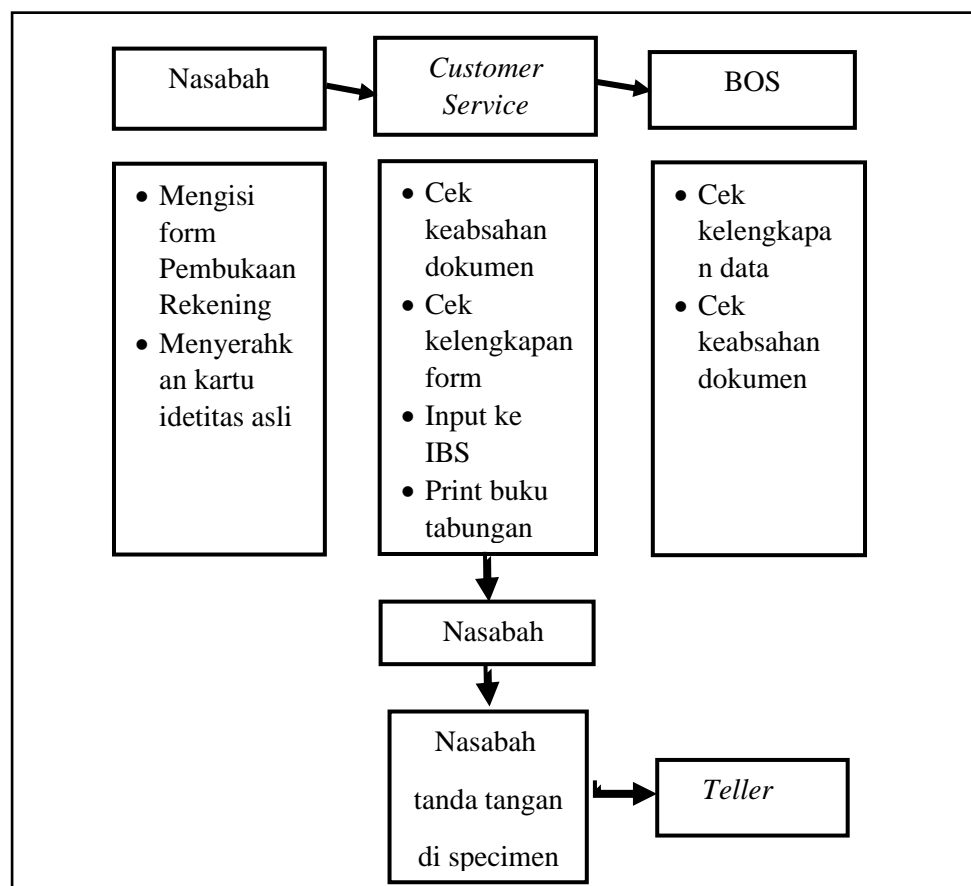 Nasabah
Customer
Service
BOS
• Mengisi
form
Pembukaan
Rekening
• Menyerahk
an kartu
idetitas asli
• Cek
keabsahan
dokumen
• Cek
kelengkapan
form
• Input ke
IBS
• Print buku
tabungan
• Cek
kelengkapa
n data
• Cek
keabsahan
dokumen
Nasabah
Nasabah
tanda tangan
di specimen
Teller